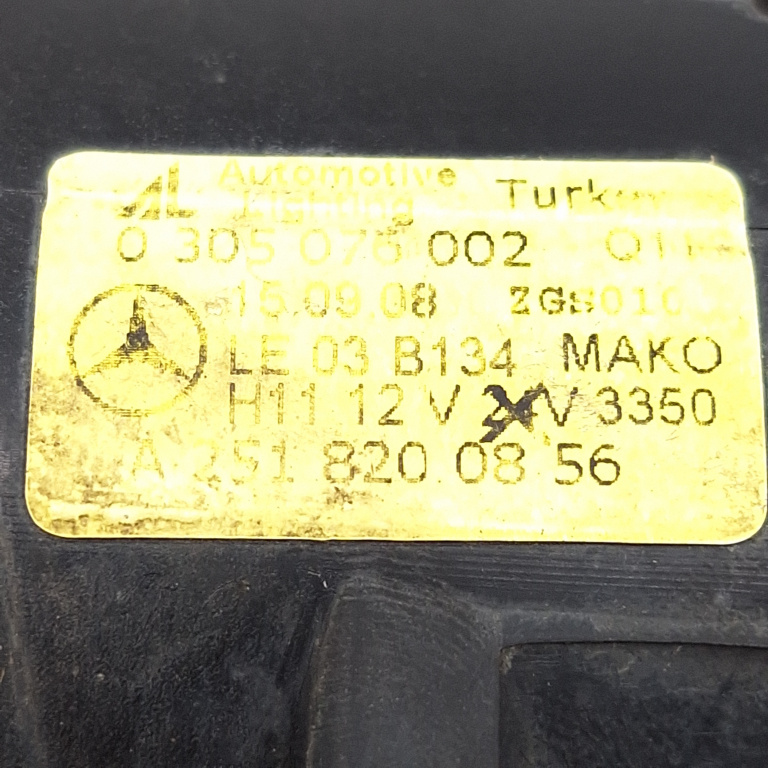 AL Automotive Lighting
0 305 076 002
15.09.08
LE 03 B134 MAKO
H11 12 V 24V 3350
A 251 820 08 56